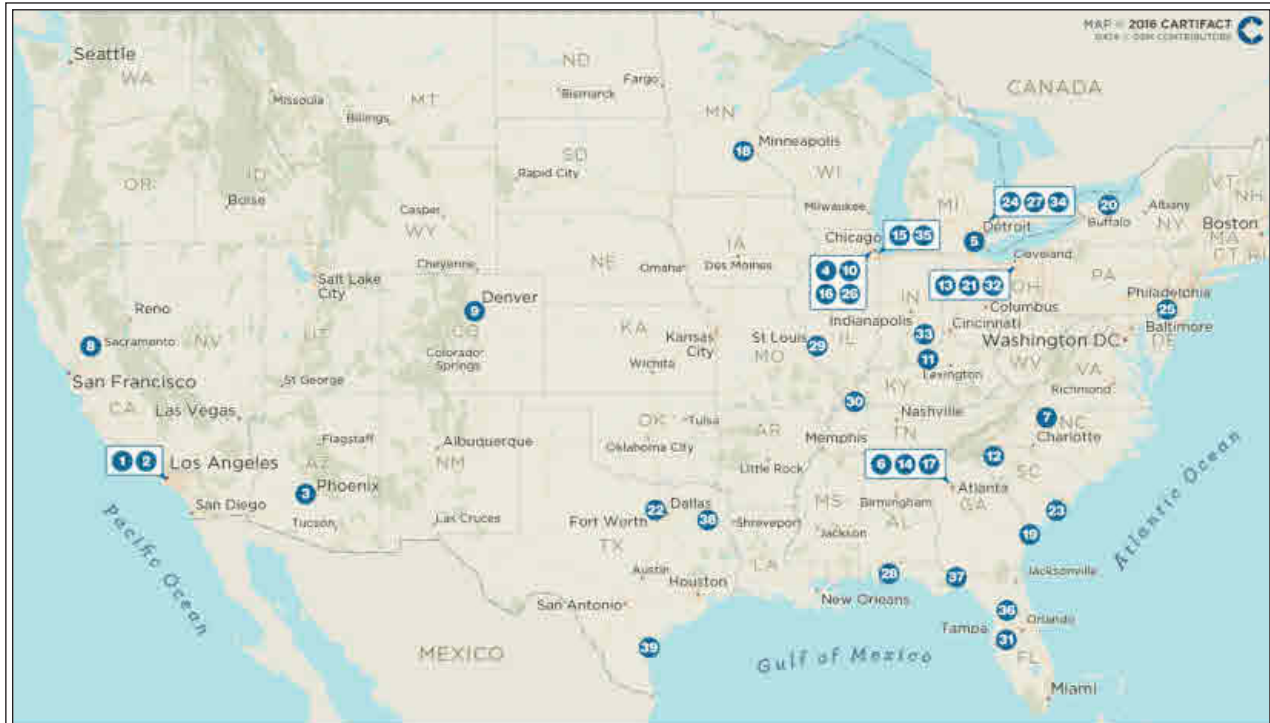 MAP © 2016 CARTIFACT
DATA © OSM CONTRIBUTORS
Seattle
WA
Missoula
MT
Billings
ND
Fargo
Bismarck
MN
Minneapolis
18
CANADA
OR
ID
Boise
SD
Rapid City
WI
Milwaukee
MI
24 27 34
Detroit
5
20
Buffalo
Albany
NY
VT
NH
Boston
MA
CT
RI
Casper
WY
Cheyenne
NE
Omaha
IA
Des Moines
Chicago
15 35
4 10
16 26
Cleveland
13 21 32
OH
Columbus
PA
Philadelphia
25
Baltimore
DE
Reno
Salt Lake
City
9
Denver
CO
Colorado
Springs
KA
Kansas
City
Wichita
St Louis
MO
29
IL
IN
Indianapolis
33
Cincinnati
Washington DC
WV
VA
Richmond
8
Sacramento
NV
UT
San Francisco
St George
CA
Las Vegas
11
Lexington
KY
30
Nashville
TN
7
NC
Charlotte
Flagstaff
Albuquerque
OK
Tulsa
Oklahoma City
AR
Memphis
Little Rock
1 2
Los Angeles
AZ
NM
3
Phoenix
San Diego
Tucson
Las Cruces
6 14 17
12
SC
Atlanta
GA
MS
Birmingham
AL
Jackson
23
19
22
Dallas
Fort Worth
38
Shreveport
TX
LA
Austin
Houston
San Antonio
28
37
Jacksonville
New Orleans
36
Orlando
Tampa
31
FL
39
MEXICO
Gulf of Mexico
Miami
Pacific Ocean
Atlantic Ocean